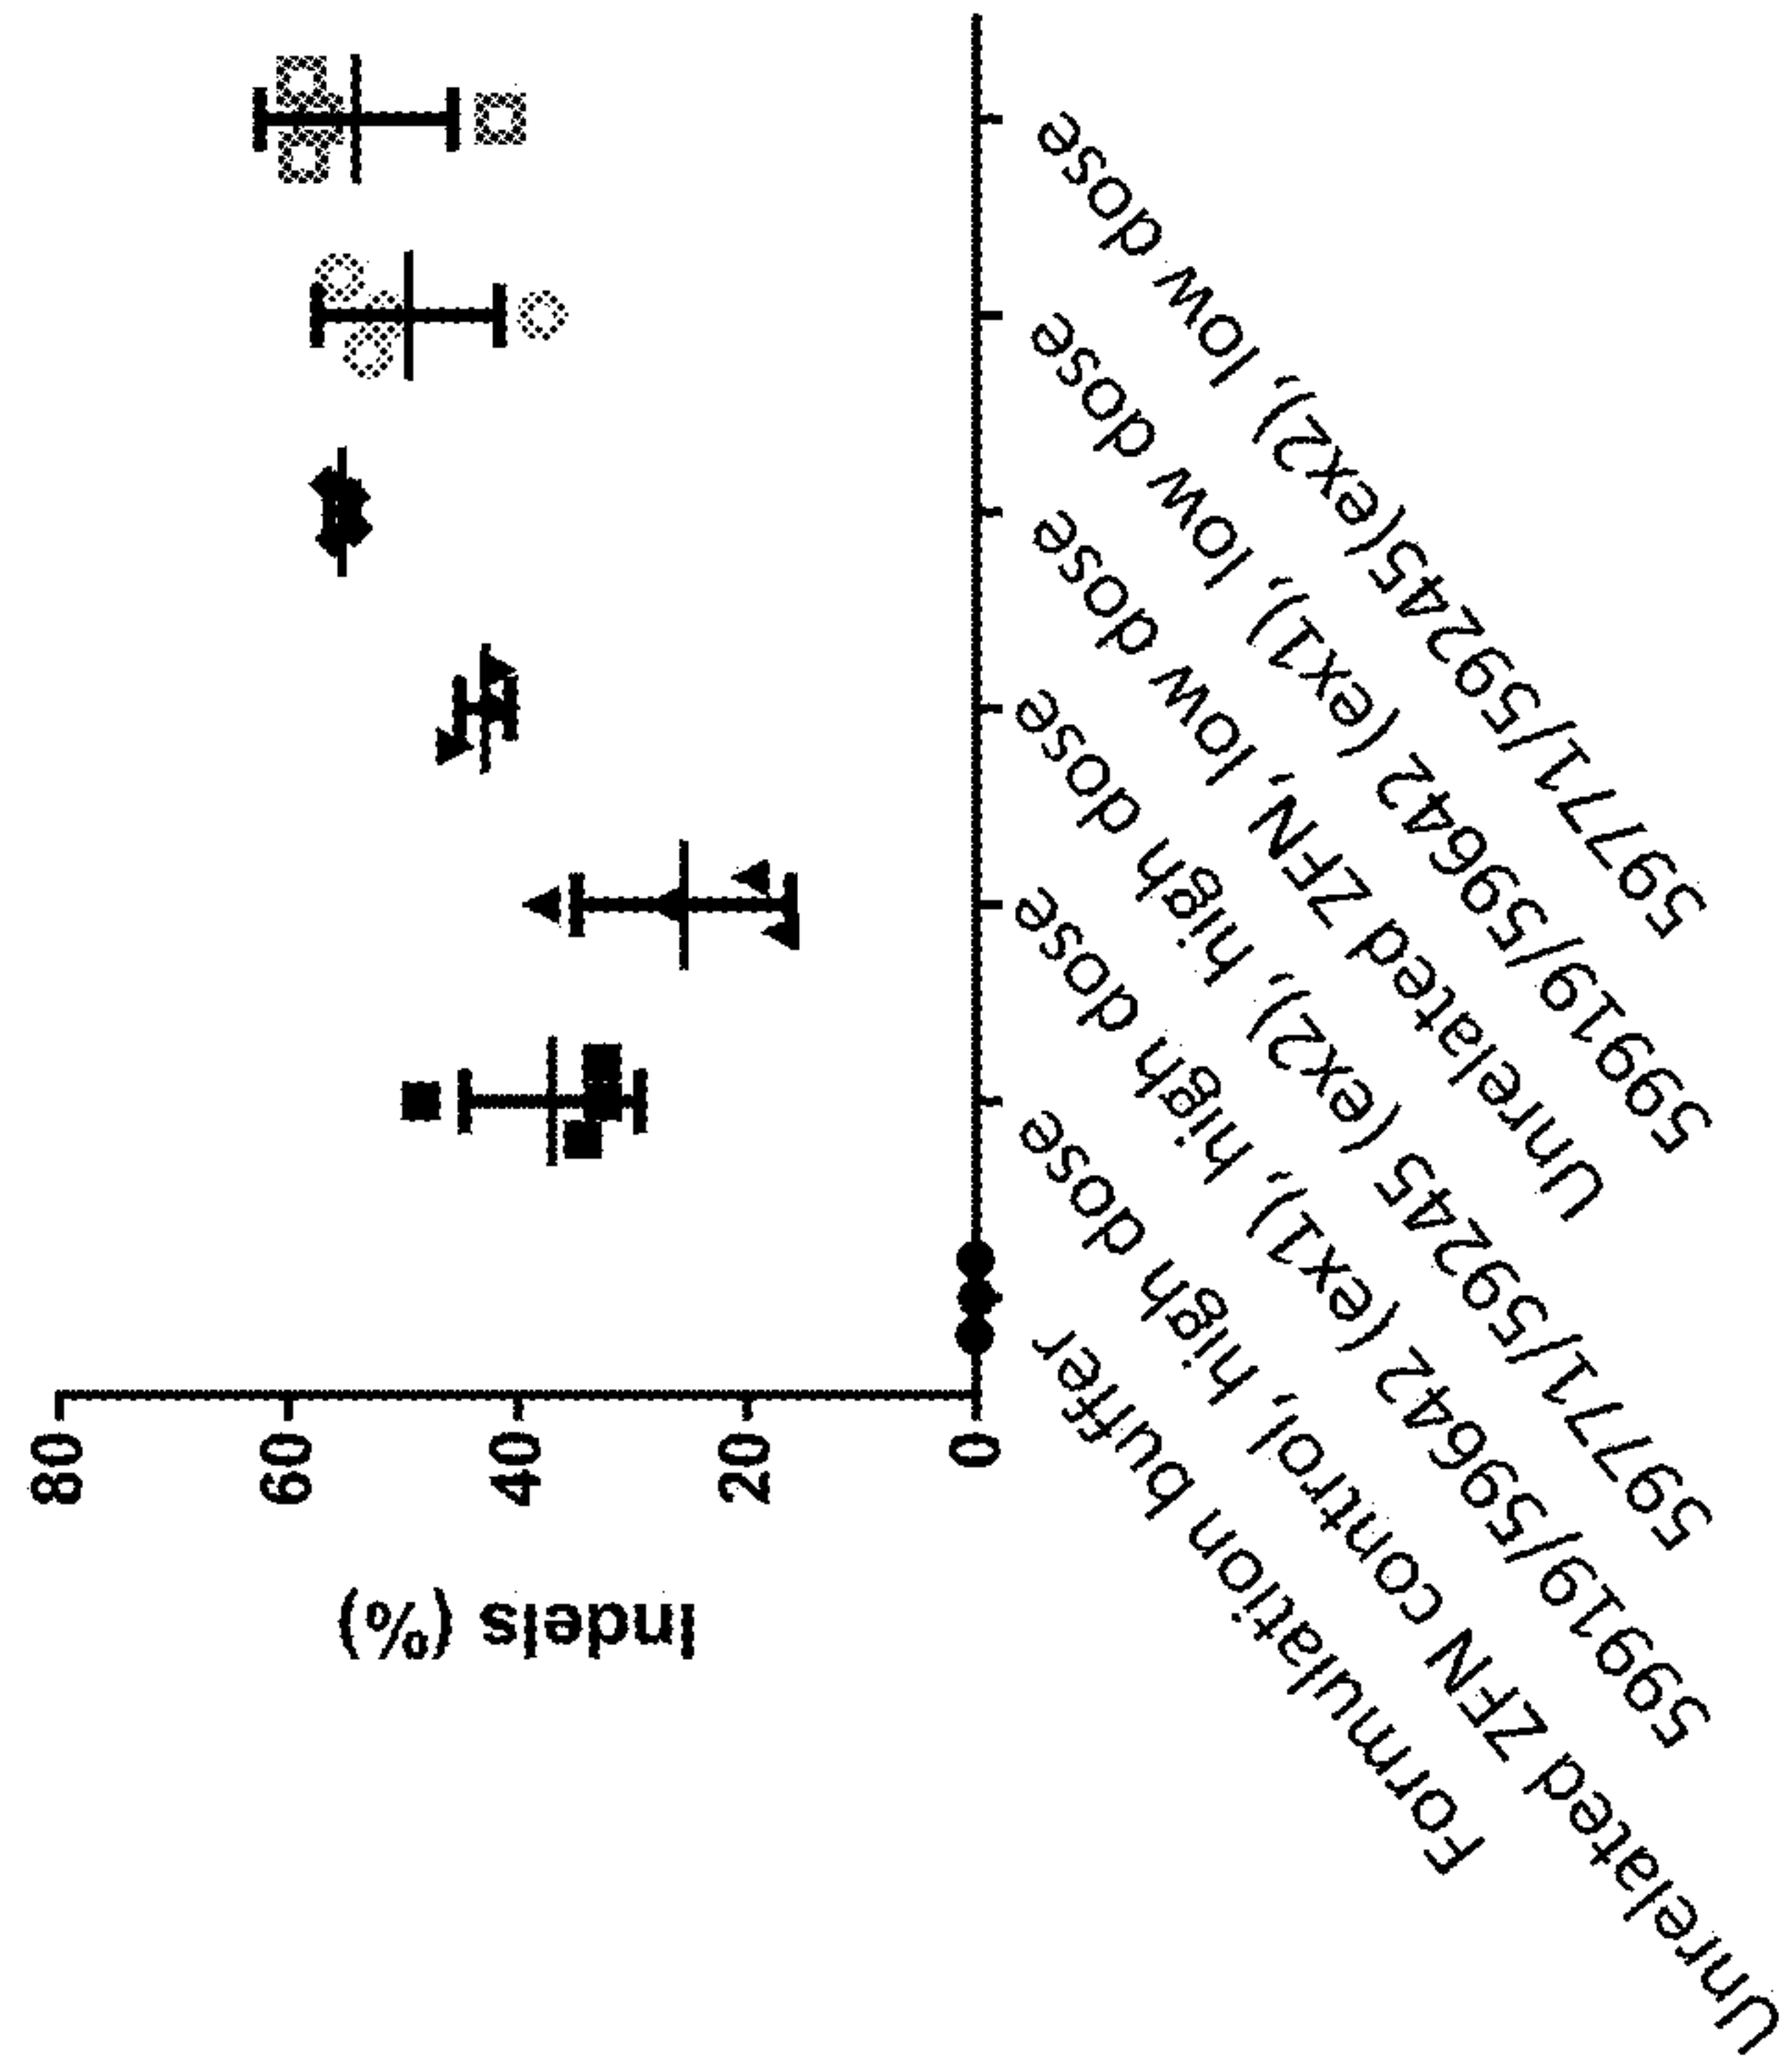 Indels (%)
80
60
40
20
0
Formulation buffer
Unrelated ZFN control, high dose
59919/59642 (ex1), high dose
59771/59245 (ex2), high dose
Unrelated ZFN, low dose
59919/59642 (ex1), low dose
59771/59245(ex2), low dose